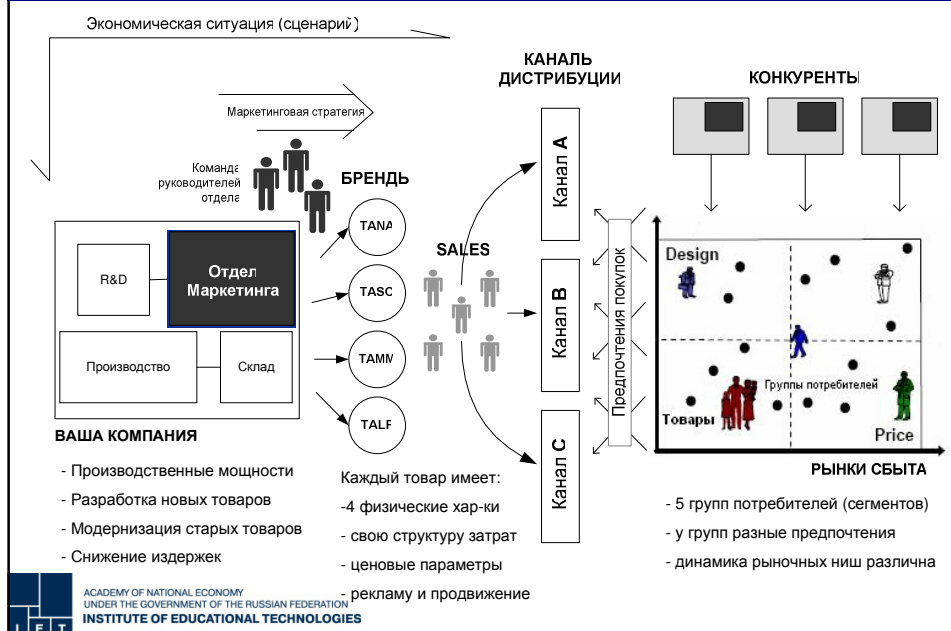 Экономическая ситуация (сценарий)
Маркетинговая стратегия
Команда
руководителей
отдела
БРЕНДЬ
КАНАЛЬ
ДИСТРИБУЦИИ
КОНКУРЕНТЬ
R&D
Отдел
Маркетинга
Производство
Склад
TANA
TASC
TAMM
TALF
SALES
Канал A
Канал B
Канал C
Предпочтения покупок
Design
Группы потребителей
Товары
Price
РЫНКИ СБЫТА
ВАША КОМПАНИЯ
- Производственные мощности
- Разработка новых товаров
- Модернизация старых товаров
- Снижение издержек
Каждый товар имеет:
-4 физические хар-ки
- свою структуру затрат
- ценовые параметры
- рекламу и продвижение
- 5 групп потребителей (сегментов)
- у групп разные предпочтения
- динамика рыночных ниш различна
ACADEMY OF NATIONAL ECONOMY
UNDER THE GOVERNMENT OF THE RUSSIAN FEDERATION
INSTITUTE OF EDUCATIONAL TECHNOLOGIES
I E T